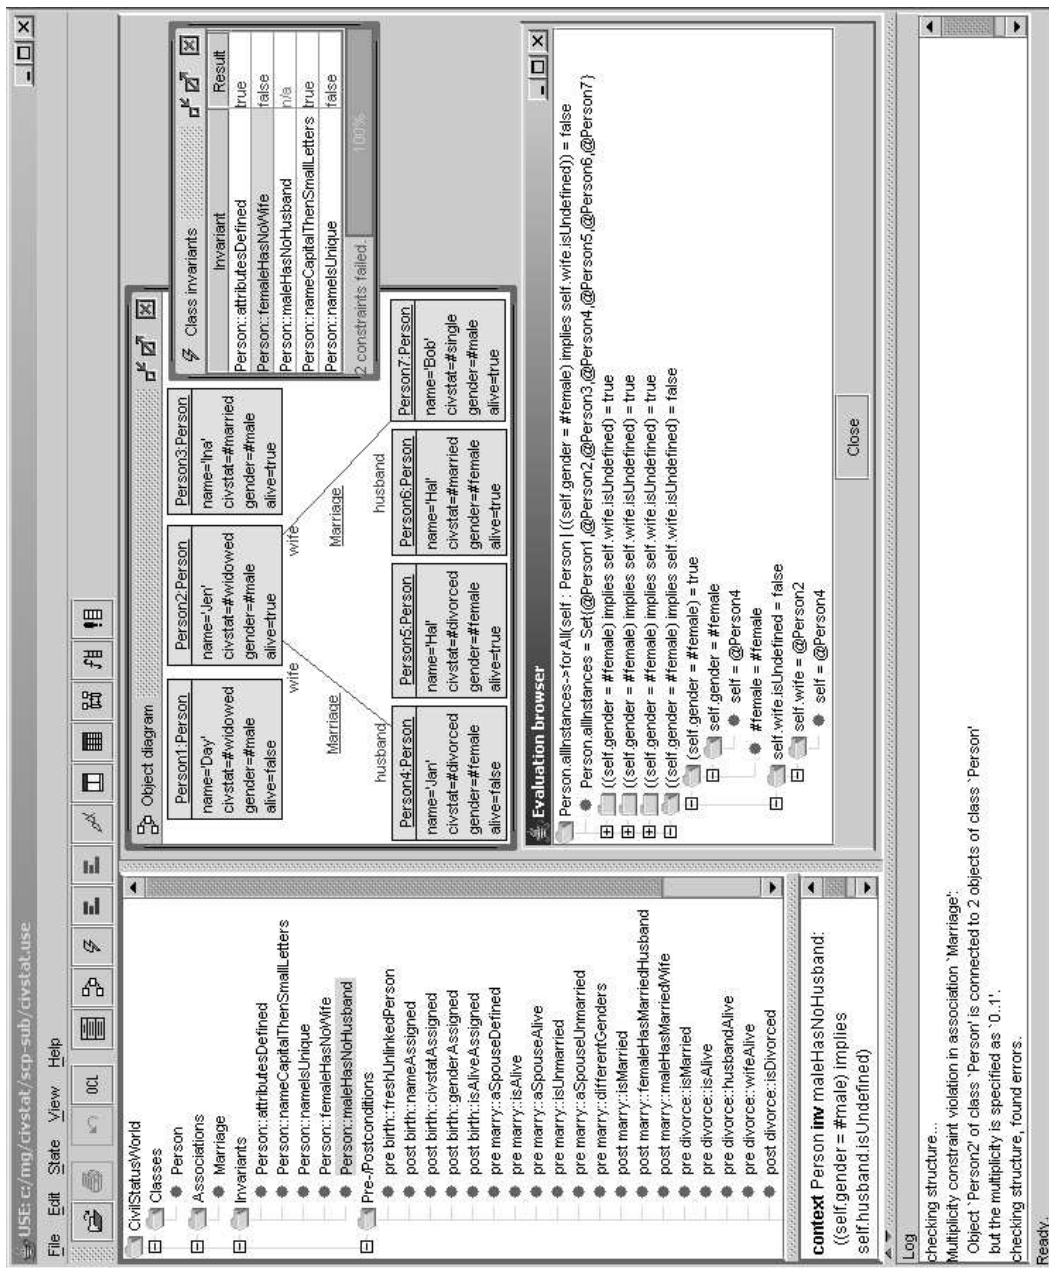 USE: c:/mg/civstat/scp-sub/civstat.use
File Edit State View Help
OCL
CivilStatusWorld
Classes
Person
Associations
Marriage
Invariants
Person::attributesDefined
Person::nameCapitalThenSmallLetters
Person::nameIsUnique
Person::femaleHasNoWife
Person::maleHasNoHusband
Pre-/Postconditions
pre birth::freshUnlinkedPerson
post birth::nameAssigned
post birth::civstatAssigned
post birth::genderAssigned
post birth::isAliveAssigned
pre marry::aSpouseDefined
pre marry::isAlive
pre marry::aSpouseAlive
pre marry::isUnmarried
pre marry::aSpouseUnmarried
pre marry::differentGenders
post marry::isMarried
post marry::femaleHasMarriedHusband
post marry::maleHasMarriedWife
pre divorce::isMarried
pre divorce::isAlive
pre divorce::husbandAlive
pre divorce::wifeAlive
post divorce::isDivorced
context Person inv maleHasNoHusband:
((self.gender = #male) implies
self.husband.isUndefined)
Object diagram
Person1:Person
name='Day'
civstat=#widowed
gender=#male
alive=false
Person2:Person
name='Jen'
civstat=#widowed
gender=#male
alive=true
Person3:Person
name='Ina'
civstat=#married
gender=#male
alive=true
wife
wife
Marriage
Marriage
husband
husband
Person4:Person
name='Jan'
civstat=#divorced
gender=#female
alive=false
Person5:Person
name='Hal'
civstat=#divorced
gender=#female
alive=true
Person6:Person
name='Hal'
civstat=#married
gender=#female
alive=true
Person7:Person
name='Bob'
civstat=#single
gender=#male
alive=true
Class invariants
Invariant Result
Person::attributesDefined true
Person::femaleHasNoWife false
Person::maleHasNoHusband n/a
Person::nameCapitalThenSmallLetters true
Person::nameIsUnique false
2 constraints failed. 100%
Evaluation browser
Person.allInstances->forAll(self : Person | ((self.gender = #female) implies self.wife.isUndefined)) = false
Person.allInstances = Set{@Person1,@Person2,@Person3,@Person4,@Person5,@Person6,@Person7}
((self.gender = #female) implies self.wife.isUndefined) = true
((self.gender = #female) implies self.wife.isUndefined) = true
((self.gender = #female) implies self.wife.isUndefined) = true
((self.gender = #female) implies self.wife.isUndefined) = false
(self.gender = #female) = true
self.gender = #female
self = @Person4
#female = #female
self.wife.isUndefined = false
self.wife = @Person2
self = @Person4
Close
Log
checking structure...
Multiplicity constraint violation in association `Marriage':
Object `Person2' of class `Person' is connected to 2 objects of class `Person'
but the multiplicity is specified as `0..1'.
checking structure, found errors.
Ready.